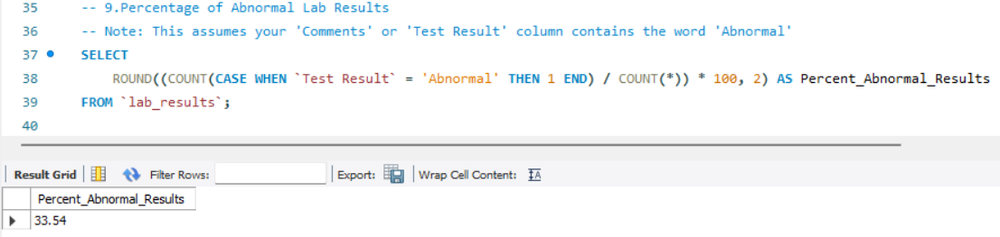 35 -- 9.Percentage of Abnormal Lab Results
36 -- Note: This assumes your 'Comments' or 'Test Result' column contains the word 'Abnormal'
37 SELECT
38 ROUND((COUNT(CASE WHEN `Test Result` = 'Abnormal' THEN 1 END) / COUNT(*)) * 100, 2) AS Percent_Abnormal_Results
39 FROM `lab_results`;
40
Result Grid Filter Rows: Export: Wrap Cell Content: IA
Percent_Abnormal_Results
33.54